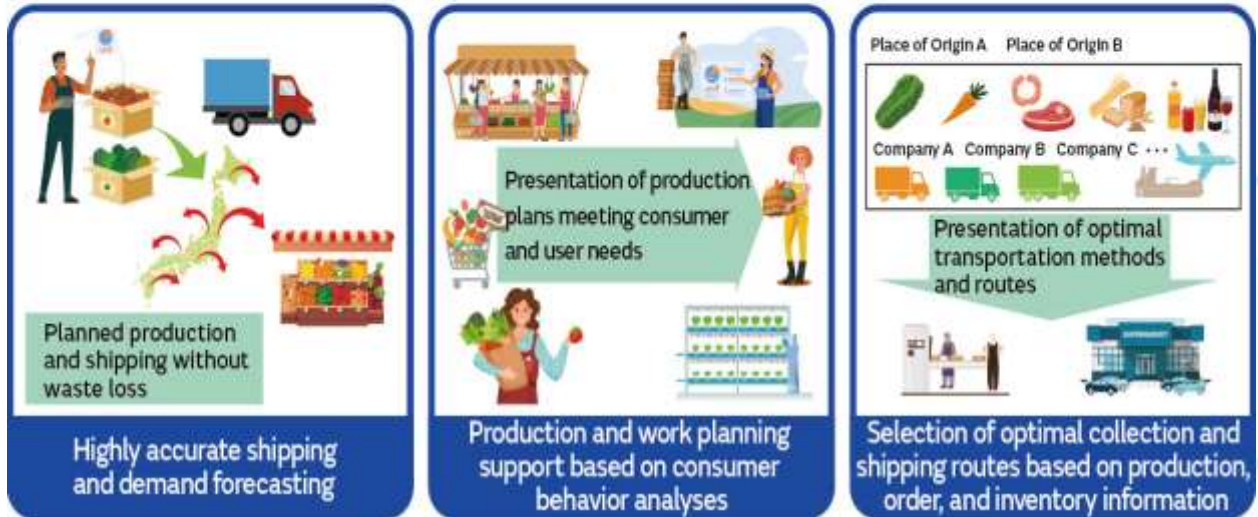 Planned production
and shipping without
waste loss
Highly accurate shipping
and demand forecasting
Presentation of production
plans meeting consumer
and user needs
Production and work planning
support based on consumer
behavior analyses
Place of Origin A Place of Origin B
Company A Company B Company C ･･･
Presentation of optimal
transportation methods
and routes
Selection of optimal collection and
shipping routes based on production,
order, and inventory information